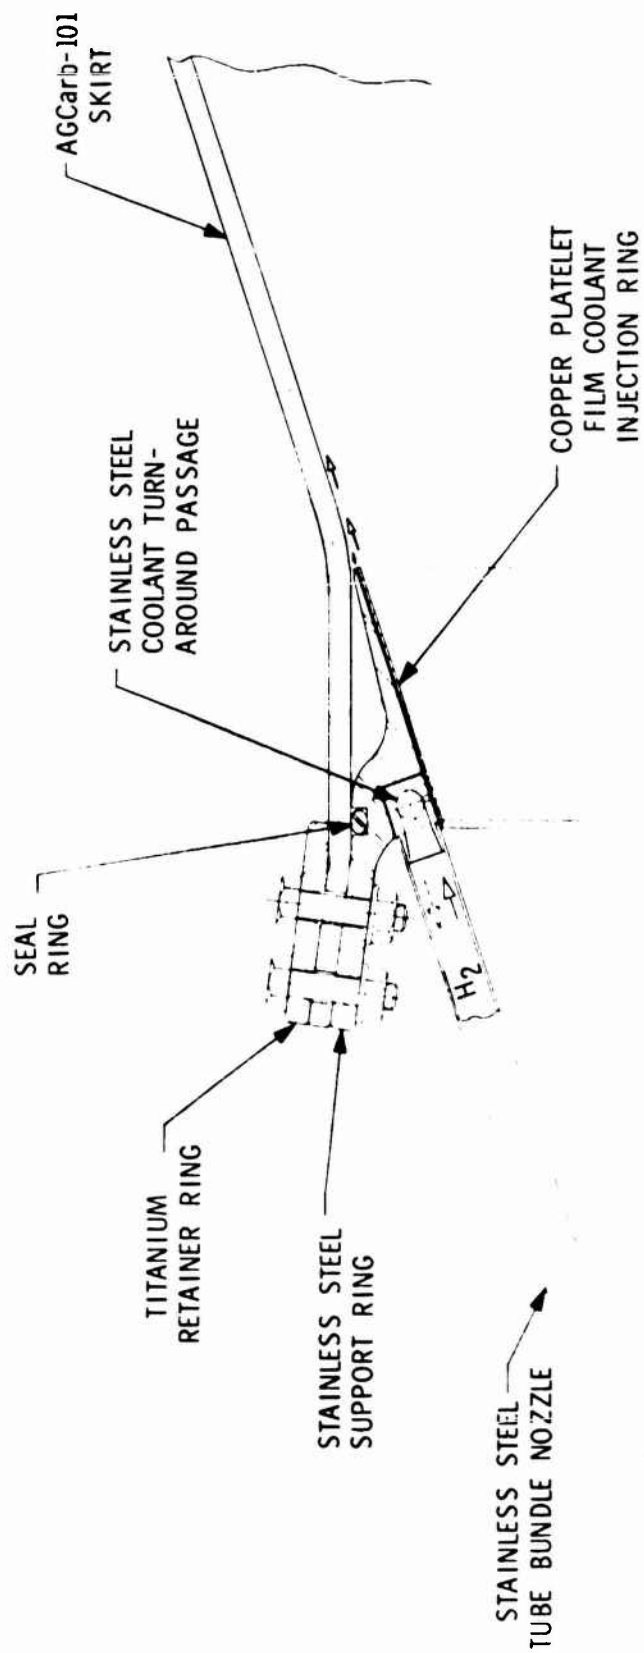 AGCarb-101
SKIRT
STAINLESS STEEL
COOLANT TURN-
AROUND PASSAGE
SEAL
RING
COPPER PLATELET
FILM COOLANT
INJECTION RING
TITANIUM
RETAINER RING
STAINLESS STEEL
SUPPORT RING
H2
STAINLESS STEEL
TUBE BUNDLE NOZZLE